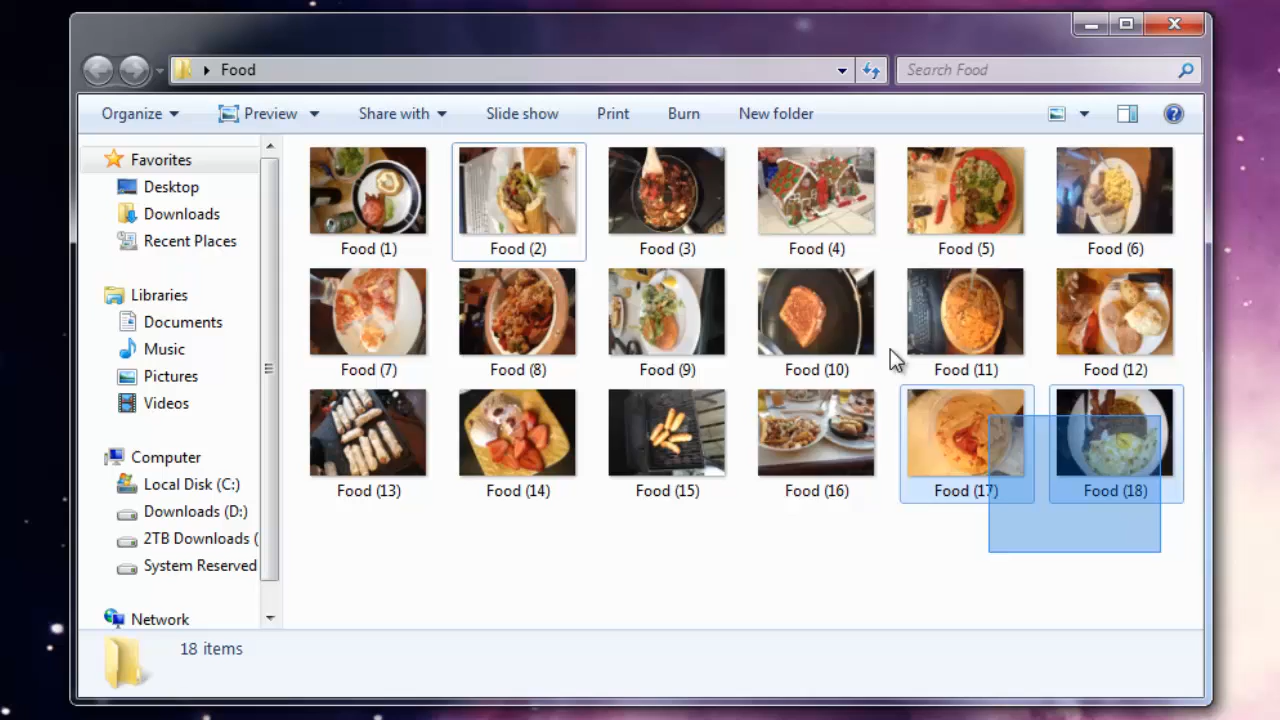 Food
Search Food
Organize Preview Share with Slide show Print Burn New folder
Favorites
Desktop
Downloads
Recent Places
Libraries
Documents
Music
Pictures
Videos
Computer
Local Disk (C:)
Downloads (D:)
2TB Downloads (
System Reserved
Network
Food (1) Food (2) Food (3) Food (4) Food (5) Food (6)
Food (7) Food (8) Food (9) Food (10) Food (11) Food (12)
Food (13) Food (14) Food (15) Food (16) Food (17) Food (18)
18 items